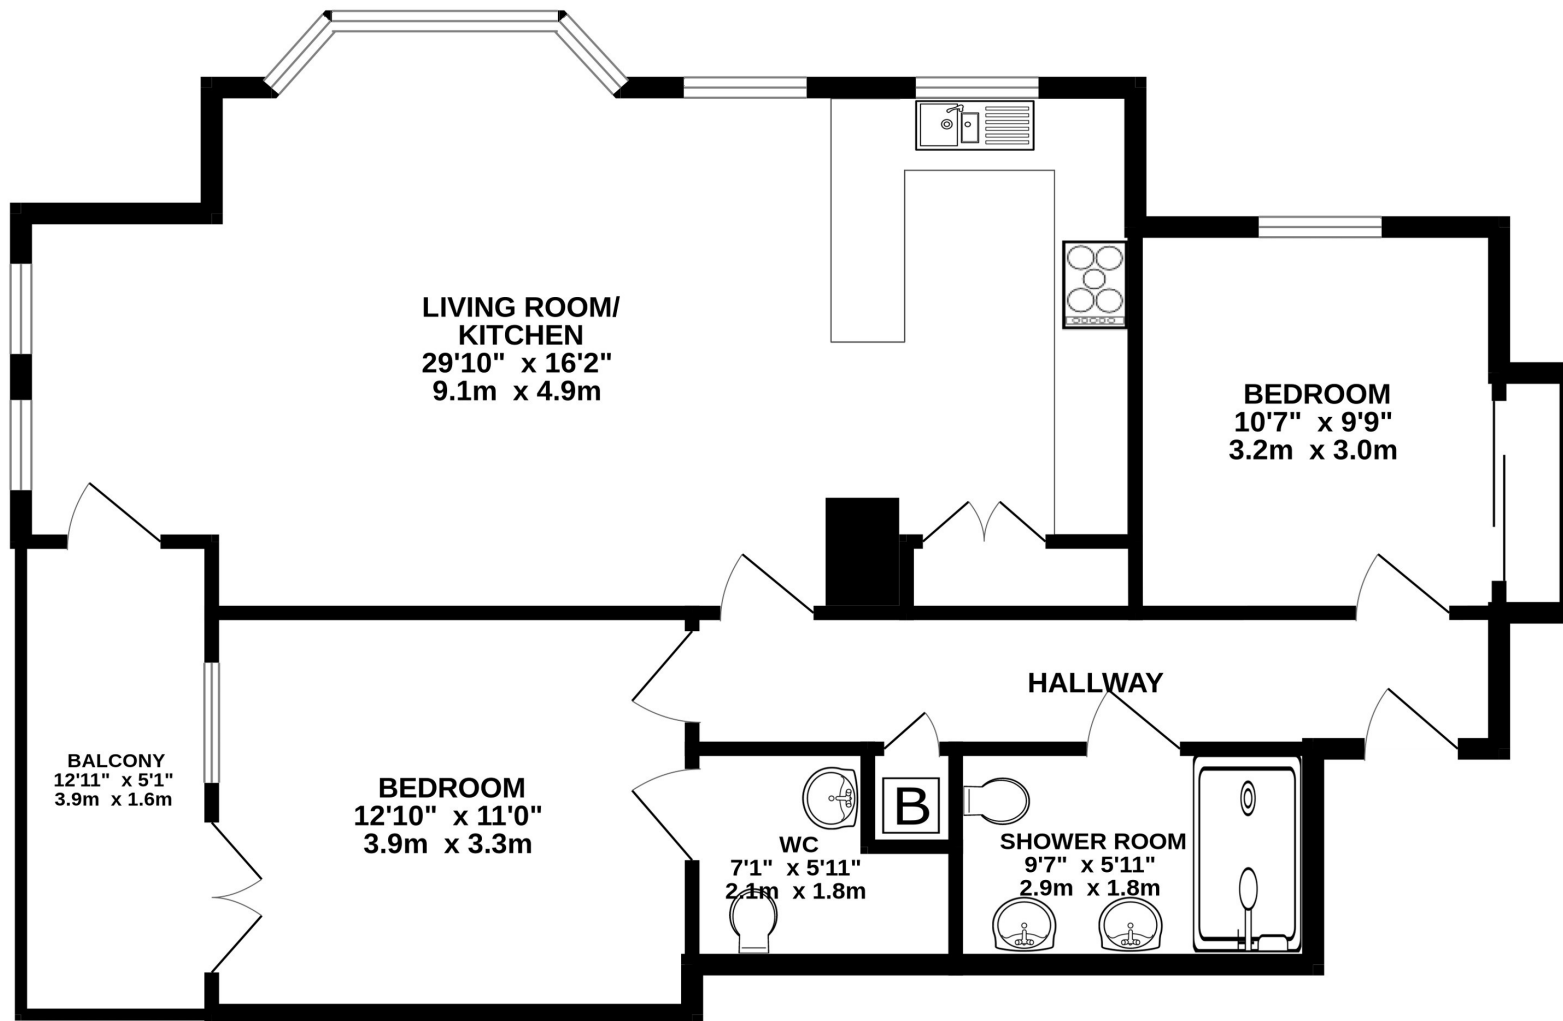 LIVING ROOM/
KITCHEN
29'10" x 16'2"
9.1m x 4.9m
BEDROOM
10'7" x 9'9"
3.2m x 3.0m
HALLWAY
BALCONY
12'11" x 5'1"
3.9m x 1.6m
BEDROOM
12'10" x 11'0"
3.9m x 3.3m
B
WC
7'1" x 5'11"
2.1m x 1.8m
SHOWER ROOM
9'7" x 5'11"
2.9m x 1.8m